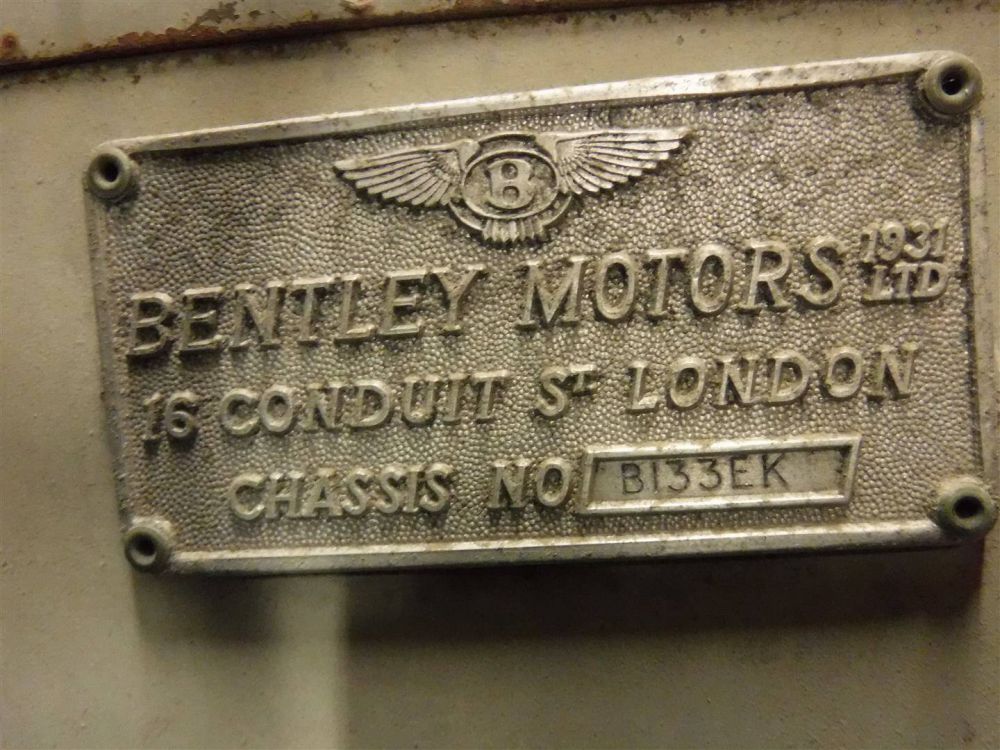 B
BENTLEY MOTORS 1931 LTD
16 CONDUIT ST LONDON
CHASSIS NO B133EK